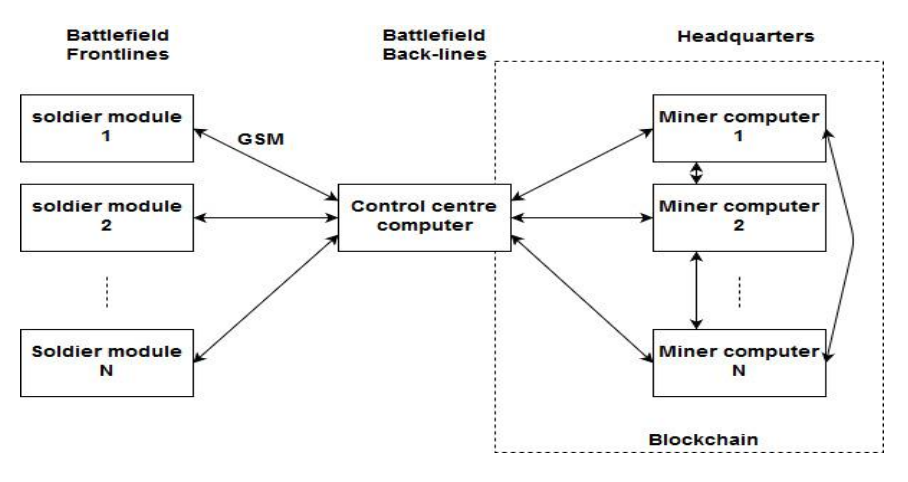 Battlefield
Frontlines
Battlefield
Back-lines
Headquarters
soldier module
1
GSM
Miner computer
1
soldier module
2
Control centre
computer
Miner computer
2
Soldier module
N
Miner computer
N
Blockchain